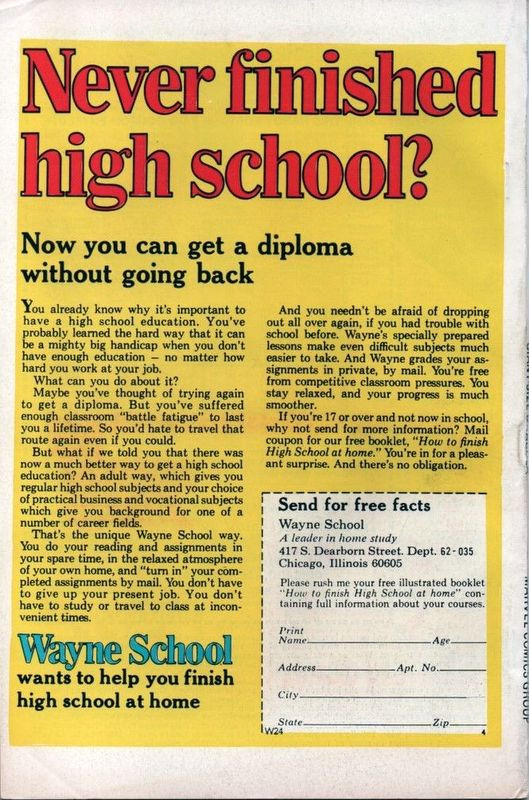 Never finished
high school?
Now you can get a diploma
without going back
You already know why it's important to
have a high school education. You've
probably learned the hard way that it can
be a mighty big handicap when you don't
have enough education — no matter how
hard you work at your job.
What can you do about it?
Maybe you've thought of trying again
to get a diploma. But you've suffered
enough classroom "battle fatigue" to last
you a lifetime. So you'd hate to travel that
route again even if you could.
But what if we told you that there was
now a much better way to get a high school
education? An adult way, which gives you
regular high school subjects and your choice
of practical business and vocational subjects
which give you background for one of a
number of career fields.
That's the unique Wayne School way.
You do your reading and assignments in
your spare time, in the relaxed atmosphere
of your own home, and "turn in" your com-
pleted assignments by mail. You don't have
to give up your present job. You don't
have to study or travel to class at incon-
venient times.
Wayne School
wants to help you finish
high school at home
And you needn't be afraid of dropping
out all over again, if you had trouble with
school before. Wayne's specially prepared
lessons make even difficult subjects much
easier to take. And Wayne grades your as-
signments in private, by mail. You're free
from competitive classroom pressures. You
stay relaxed, and your progress is much
smoother.
If you're 17 or over and not now in school,
why not send for more information? Mail
coupon for our free booklet, "How to finish
High School at home." You're in for a pleas-
ant surprise. And there's no obligation.
Send for free facts
Wayne School
A leader in home study
417 S. Dearborn Street. Dept. 62-035
Chicago, Illinois 60605
Please rush me your free illustrated booklet
"How to finish High School at home" con-
taining full information about your courses.
Print
Name Age
Address Apt. No.
City
State Zip
W24 4